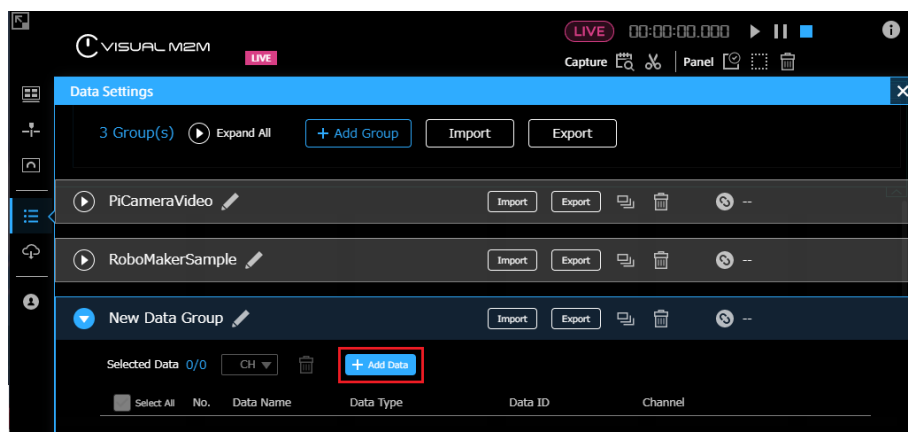 LIVE 00:00:00.000
VISUAL M2M LIVE
Capture Panel
Data Settings
3 Group(s) Expand All + Add Group Import Export
PiCameraVideo Import Export --
RoboMakerSample Import Export --
New Data Group Import Export --
Selected Data 0/0 CH + Add Data
Select All No. Data Name Data Type Data ID Channel